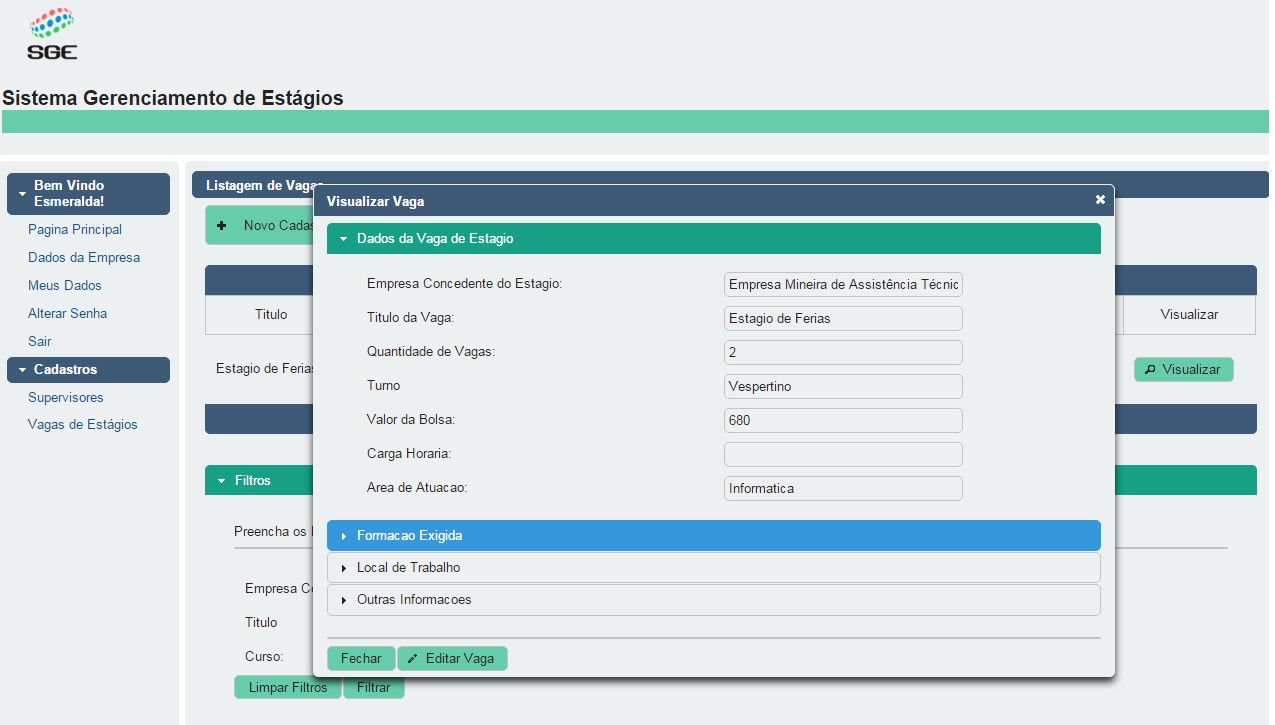 SGE
Sistema Gerenciamento de Estágios
Bem Vindo
Esmeralda!
Pagina Principal
Dados da Empresa
Meus Dados
Alterar Senha
Sair
Cadastros
Supervisores
Vagas de Estágios
Listagem de Vagas
Novo Cadas
Titulo
Visualizar
Estagio de Ferias
Visualizar
Filtros
Preencha os
Empresa Co
Titulo
Curso:
Limpar Filtros
Filtrar
Visualizar Vaga
Dados da Vaga de Estagio
Empresa Concedente do Estagio: Empresa Mineira de Assistência Técnic
Titulo da Vaga: Estagio de Ferias
Quantidade de Vagas: 2
Turno Vespertino
Valor da Bolsa: 680
Carga Horaria:
Area de Atuacao: Informatica
Formacao Exigida
Local de Trabalho
Outras Informacoes
Fechar
Editar Vaga